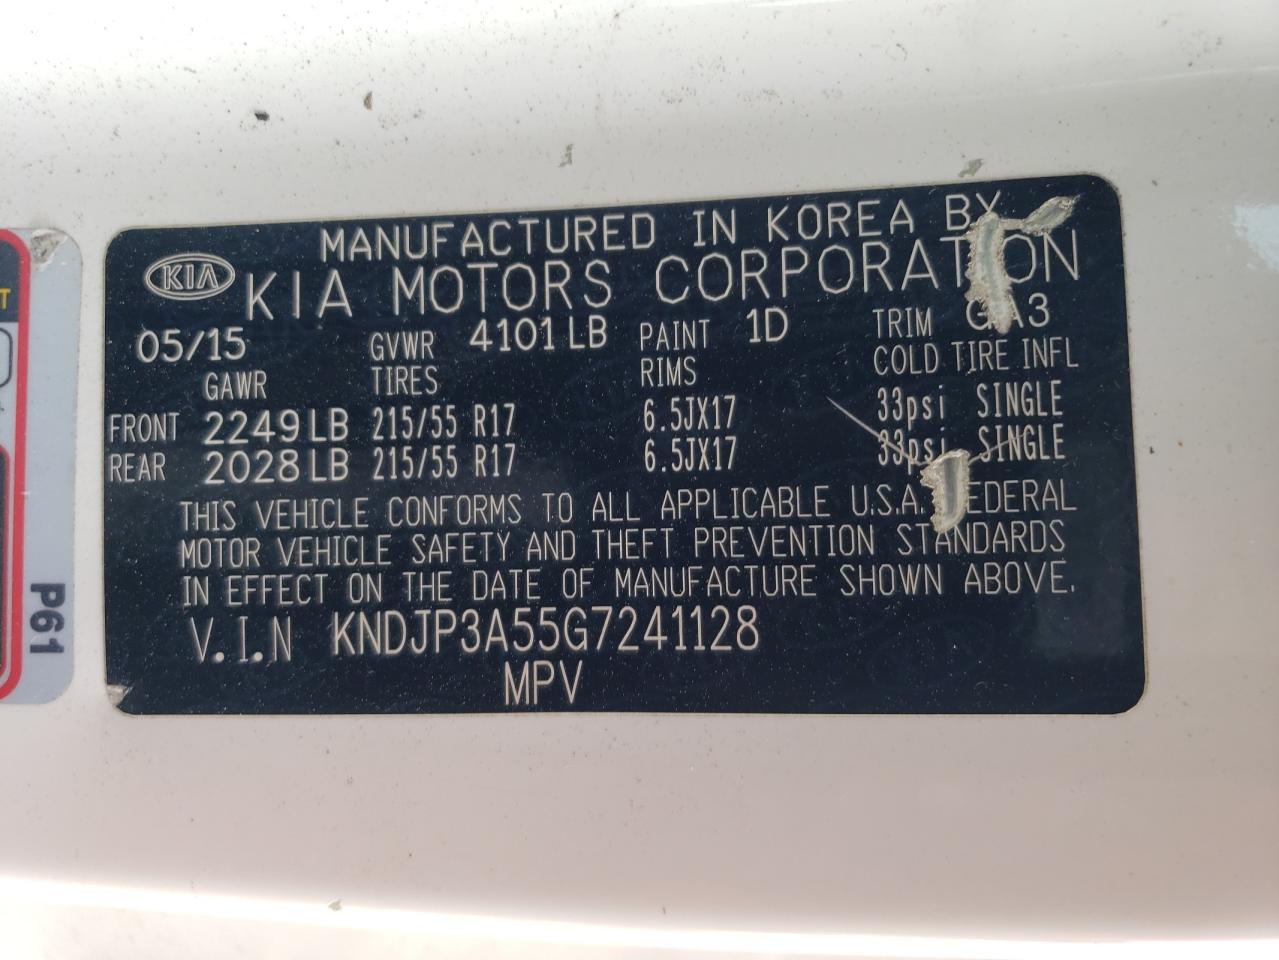 MANUFACTURED IN KOREA BY
KIA KIA MOTORS CORPORATION
05/15 GVWR 4101LB PAINT 1D TRIM GA3
GAWR TIRES RIMS COLD TIRE INFL
FRONT 2249LB 215/55 R17 6.5JX17 33psi SINGLE
REAR 2028LB 215/55 R17 6.5JX17 33psi SINGLE
THIS VEHICLE CONFORMS TO ALL APPLICABLE U.S.A. FEDERAL
MOTOR VEHICLE SAFETY AND THEFT PREVENTION STANDARDS
IN EFFECT ON THE DATE OF MANUFACTURE SHOWN ABOVE.
V.I.N KNDJP3A55G7241128
MPV
P61